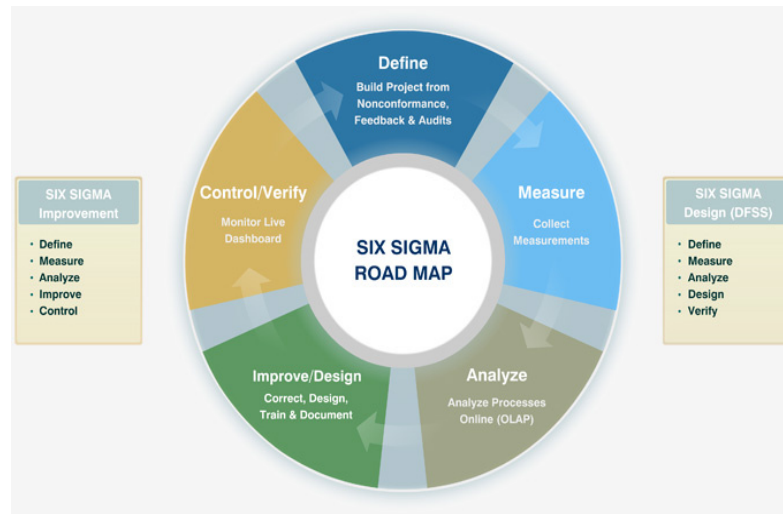 Define
Build Project from
Nonconformance,
Feedback & Audits
Control/Verify
Monitor Live
Dashboard
Measure
Collect
Measurements
SIX SIGMA
ROAD MAP
Improve/Design
Correct, Design,
Train & Document
Analyze
Analyze Processes
Online (OLAP)
SIX SIGMA
Improvement
• Define
• Measure
• Analyze
• Improve
• Control
SIX SIGMA
Design (DFSS)
• Define
• Measure
• Analyze
• Design
• Verify